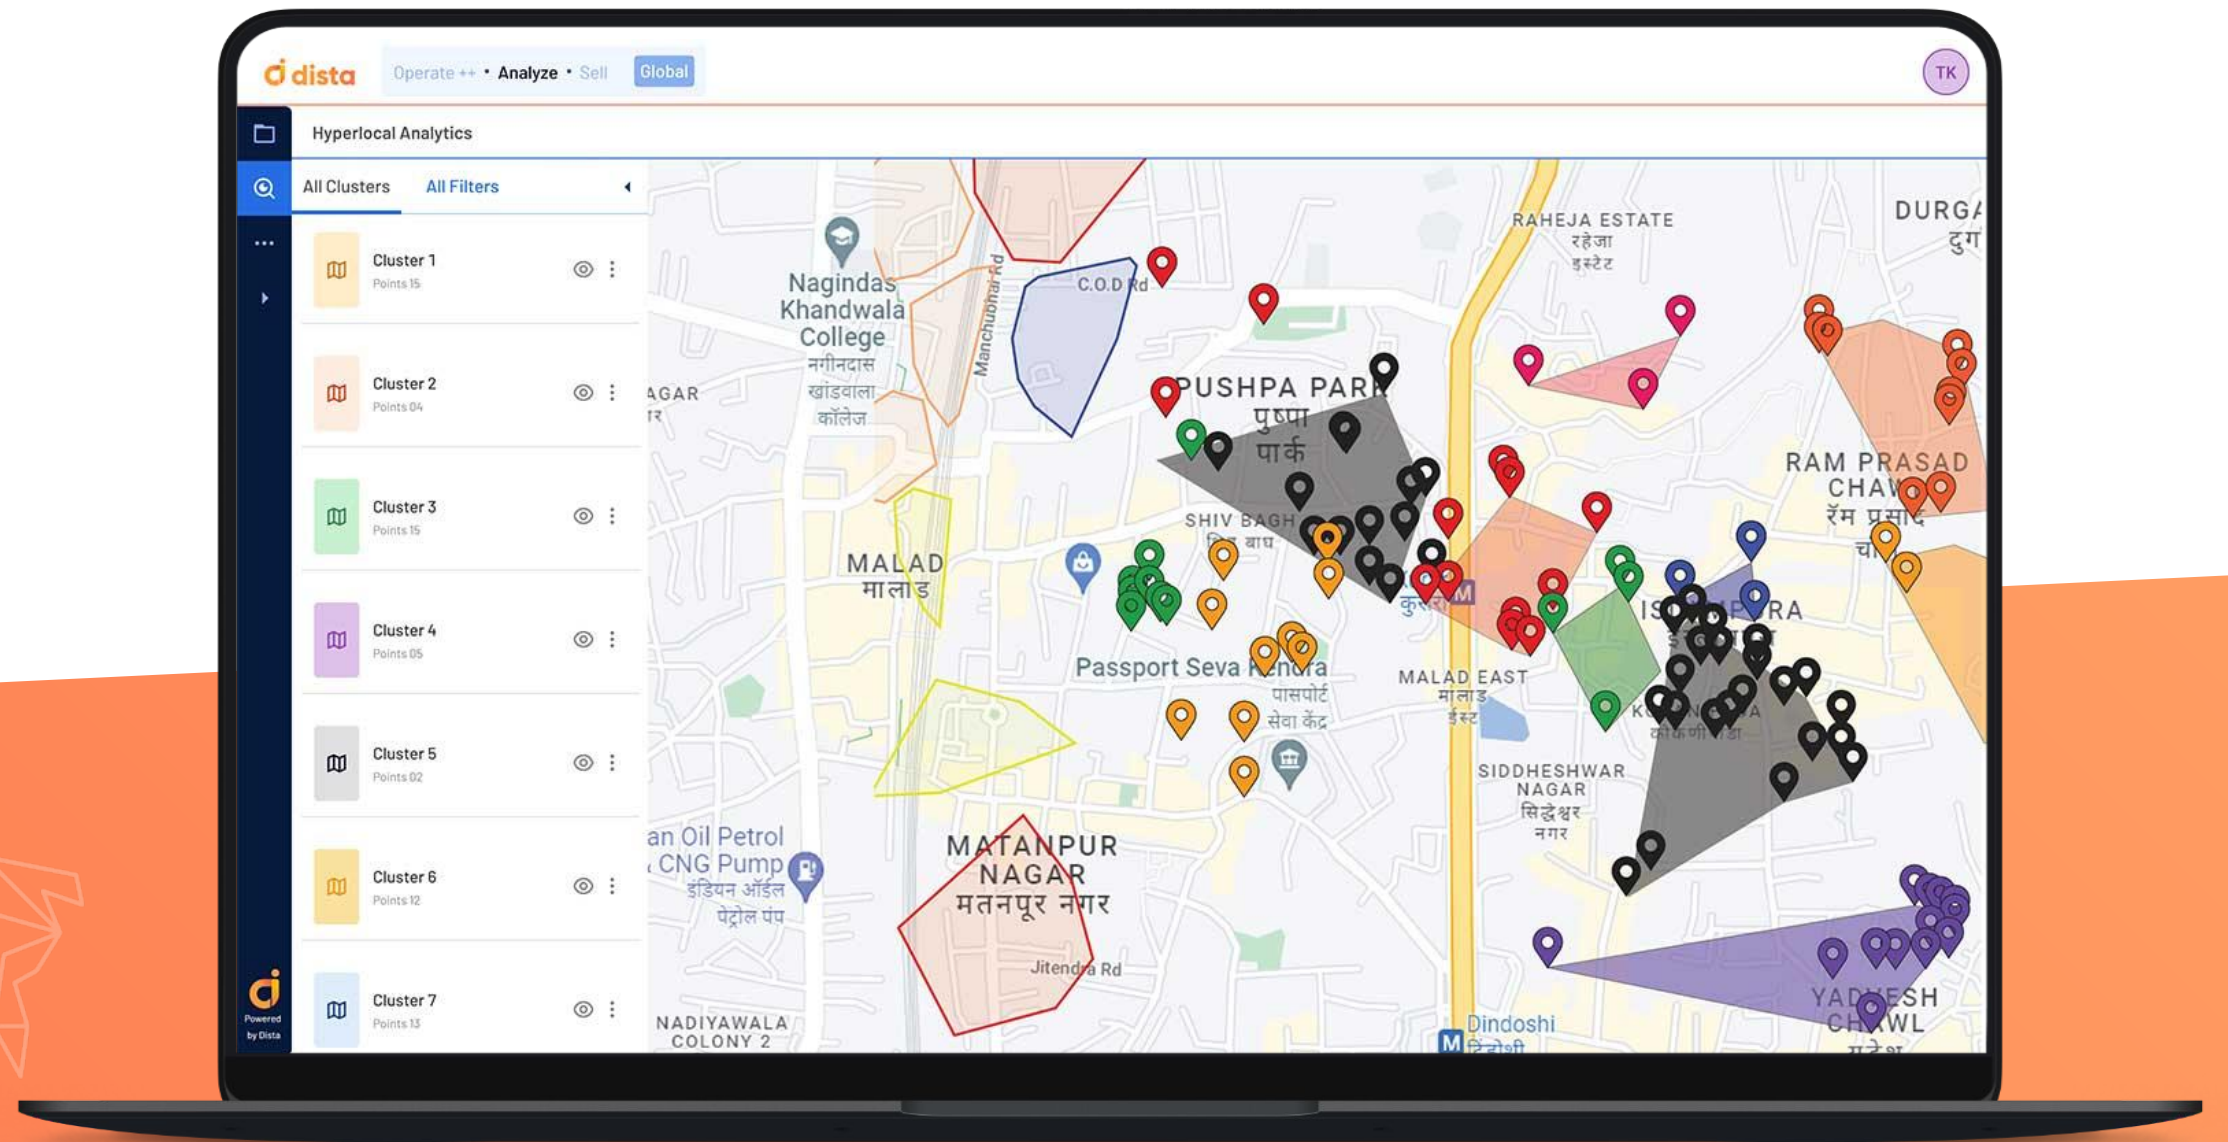 dista
Operate ++ • Analyze • Sell
Global
TK
Hyperlocal Analytics
All Clusters
All Filters
Cluster 1
Points 15
Cluster 2
Points 04
Cluster 3
Points 15
Cluster 4
Points 05
Cluster 5
Points 02
Cluster 6
Points 12
Cluster 7
Points 13
Powered
by Dista
Nagindas
Khandwala
College
नगीनदास
खांडवाला
कॉलेज
AGAR
Manchubhai Rd
C.O.D Rd
RAHEJA ESTATE
रहेजा
इस्टेट
DURGA
दुर्ग
PUSHPA PARK
पुष्पा
पार्क
RAM PRASAD
CHAWL
रॅम प्रसाद
SHIV BAGH
बाघ
MALAD
मालाड
M
Passport Seva Kendra
पासपोर्ट
सेवा केंद्र
MALAD EAST
मालाड
ईस्ट
SIDDHESHWAR
NAGAR
सिद्धेश्वर
नगर
an Oil Petrol
CNG Pump
इंडियन ऑईल
पेट्रोल पंप
MATANPUR
NAGAR
मतनपूर नगर
Jitendra Rd
NADIYAWALA
COLONY 2
M
Dindoshi
दिंडोशी
YADVESH
CHAWL